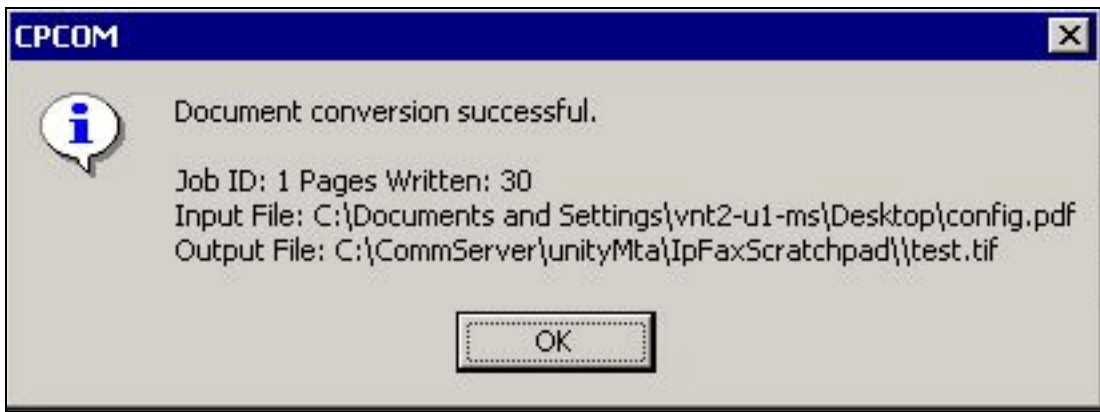 CPCOM
Document conversion successful.
Job ID: 1 Pages Written: 30
Input File: C:\Documents and Settings\vnt2-u1-ms\Desktop\config.pdf
Output File: C:\CommServer\unityMta\IpFaxScratchpad\\test.tif
OK